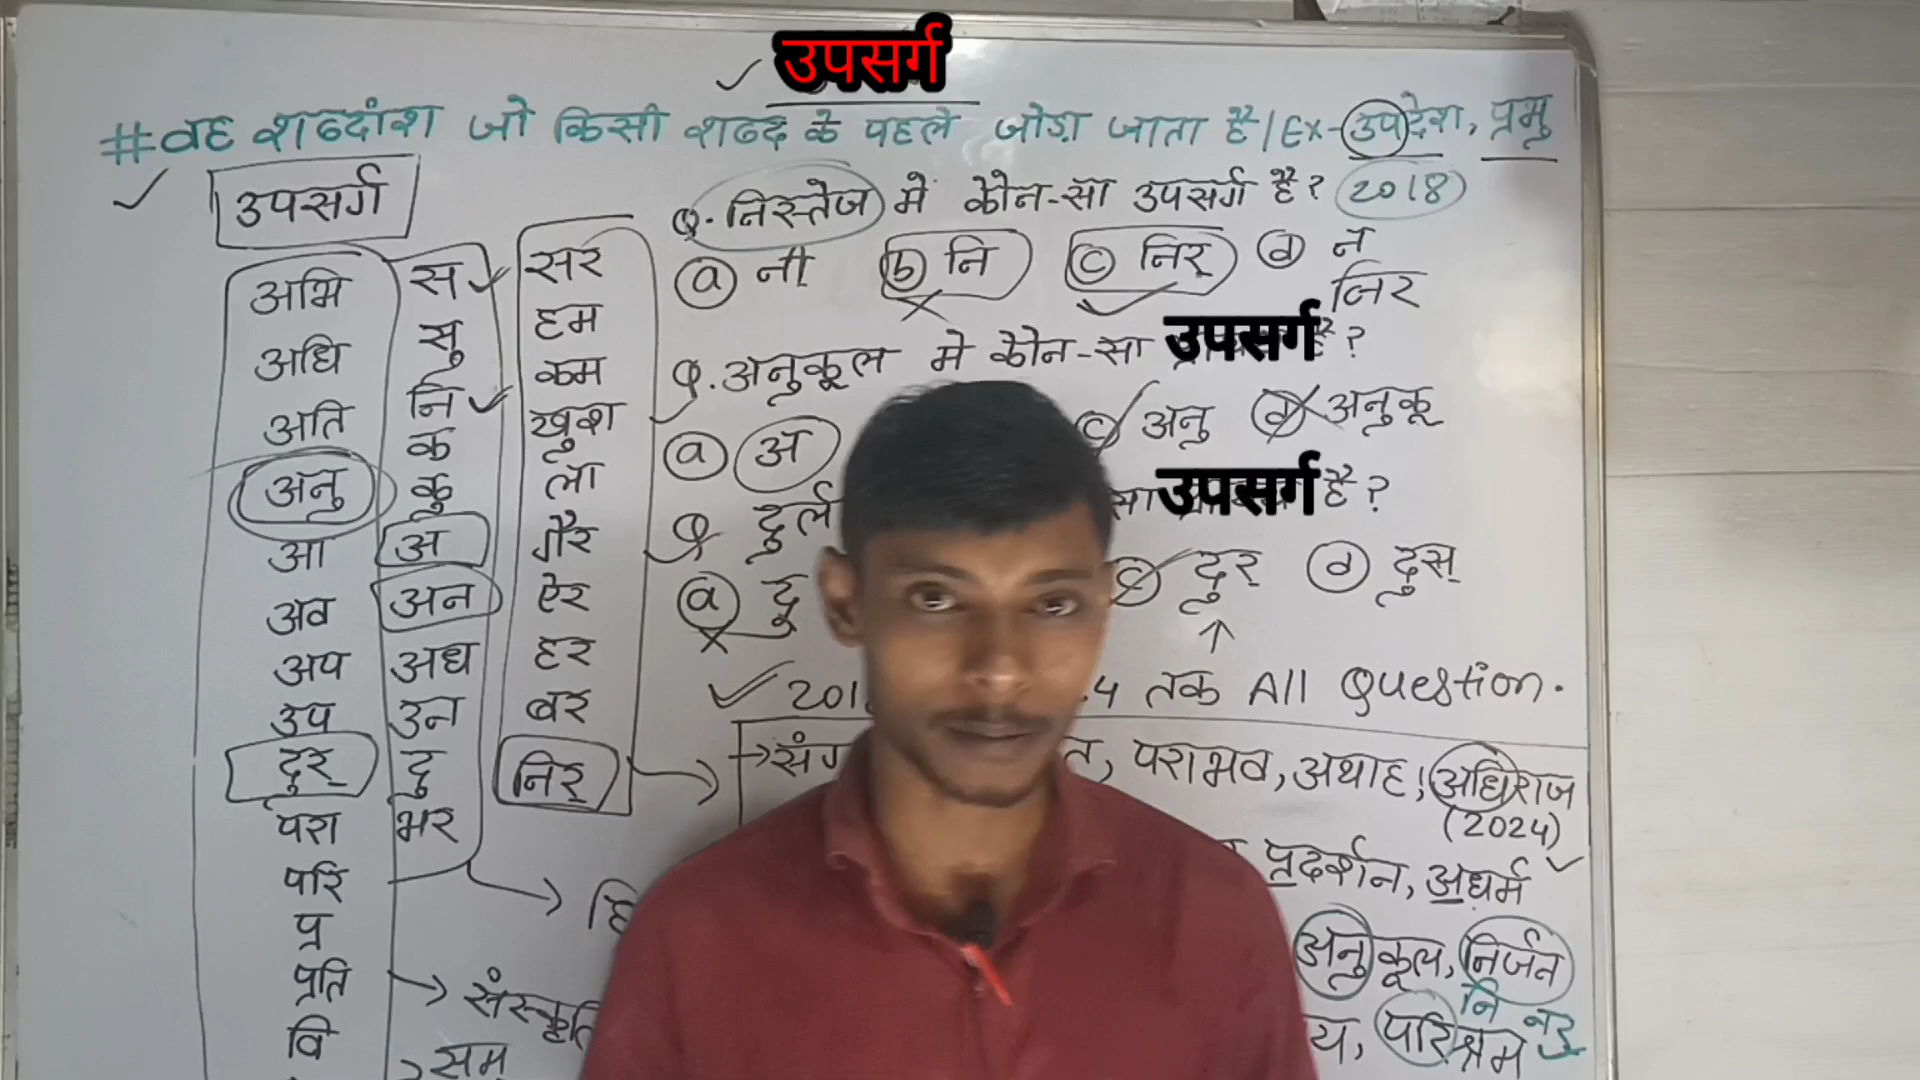 उपसर्ग
# वह शब्दांश जो किसी शब्द के पहले जोड़ा जाता है। Ex- उपदेश, प्रभु
उपसर्ग
अभि
अधि
अति
अनु
आ
अव
अप
उप
दुर्
परा
परि
प्र
प्रति
वि
स
सु
नि
क
कु
अ
अन
अध
उन
दु
भर
सर
हम
कम
खुश
ला
गैर
ऐर
हर
बर
निर्
Q. निस्तेज में कौन-सा उपसर्ग है? 2018
a नी b नि c निर् d न
निर
Q. अनुकूल मे कौन-सा उपसर्ग है?
a अ c अनु d अनुकू
Q दुर्ल सा उपसर्ग है?
a दू c दुर् d दुस्
201 4 तक All Question.
→ पराभव, अथाह, अधिराज
(2024)
प्रदर्शन, अधर्म
अनुकूल, निर्जन
नि
य, परिश्रम
→ हि
→ संस्कृति
→ सम्